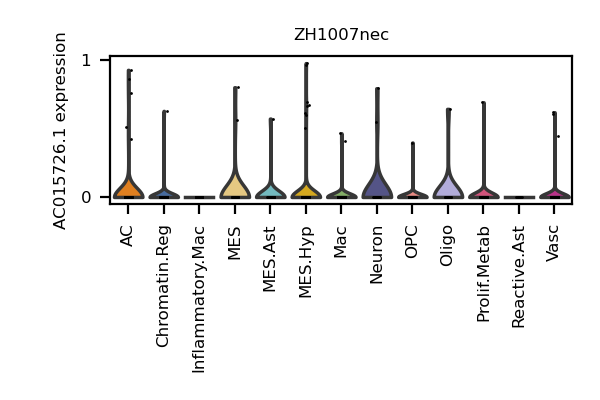 ZH1007nec
AC015726.1 expression
1
0
AC
Chromatin.Reg
Inflammatory.Mac
MES
MES.Ast
MES.Hyp
Mac
Neuron
OPC
Oligo
Prolif.Metab
Reactive.Ast
Vasc